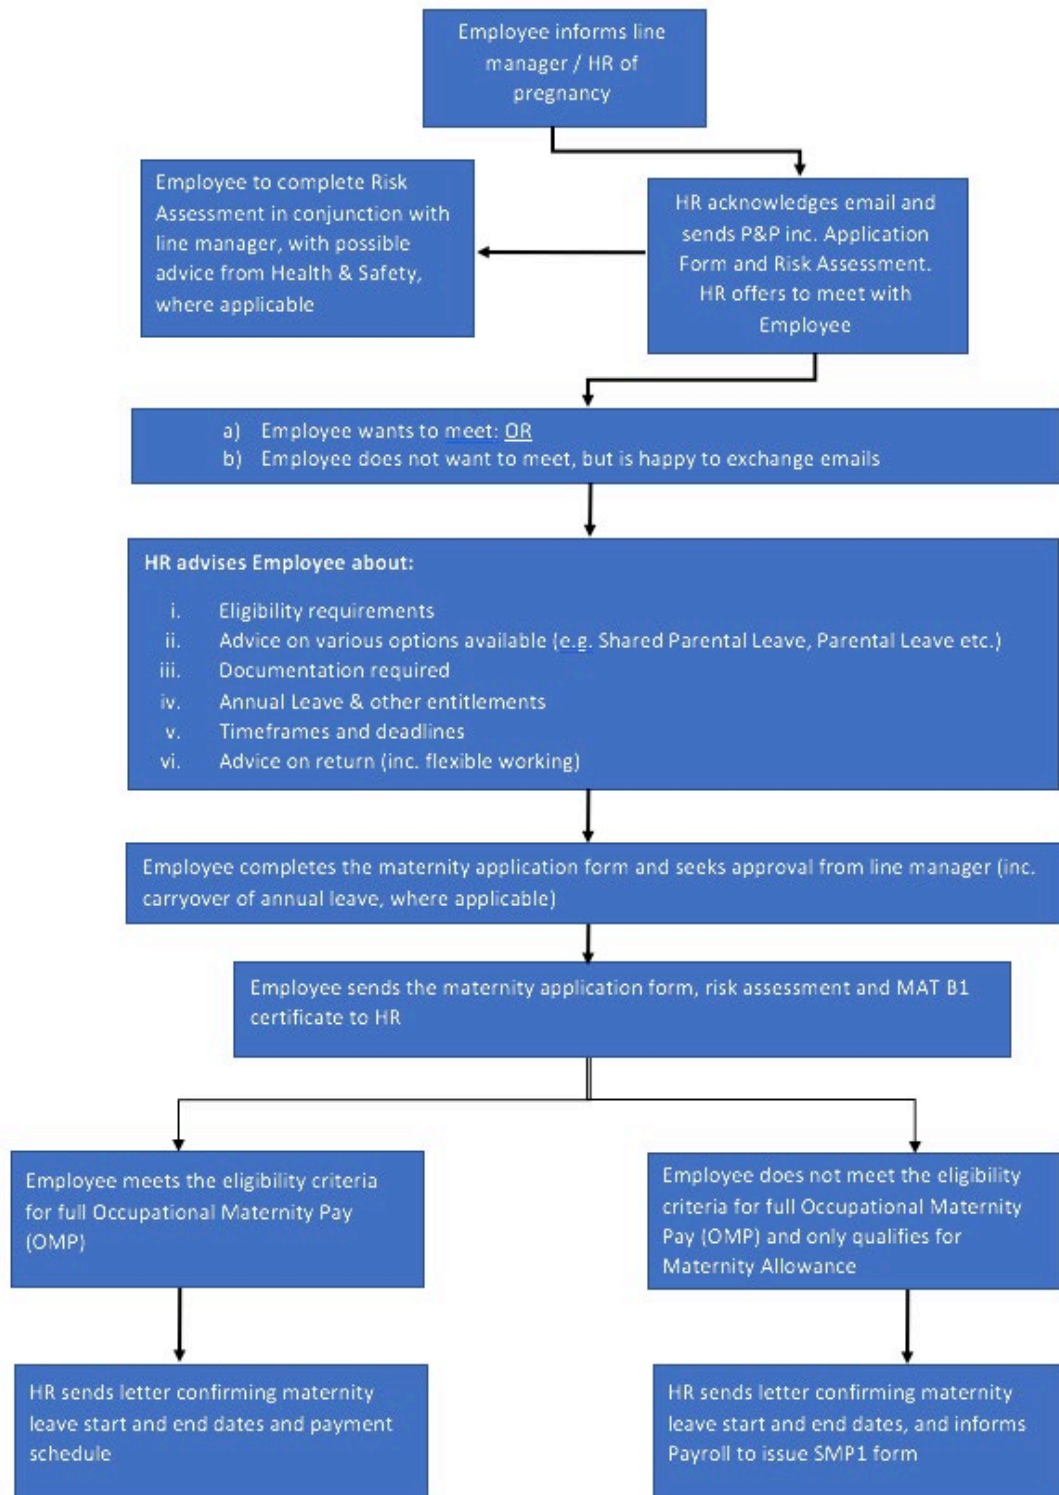 Employee informs line
manager / HR of
pregnancy
Employee to complete Risk
Assessment in conjunction with
line manager, with possible
advice from Health & Safety,
where applicable
HR acknowledges email and
sends P&P inc. Application
Form and Risk Assessment.
HR offers to meet with
Employee
a) Employee wants to meet: OR
b) Employee does not want to meet, but is happy to exchange emails
HR advises Employee about:
i. Eligibility requirements
ii. Advice on various options available (e.g. Shared Parental Leave, Parental Leave etc.)
iii. Documentation required
iv. Annual Leave & other entitlements
v. Timeframes and deadlines
vi. Advice on return (inc. flexible working)
Employee completes the maternity application form and seeks approval from line manager (inc.
carryover of annual leave, where applicable)
Employee sends the maternity application form, risk assessment and MAT B1
certificate to HR
Employee meets the eligibility criteria
for full Occupational Maternity Pay
(OMP)
Employee does not meet the eligibility
criteria for full Occupational Maternity
Pay (OMP) and only qualifies for
Maternity Allowance
HR sends letter confirming maternity
leave start and end dates and payment
schedule
HR sends letter confirming maternity
leave start and end dates, and informs
Payroll to issue SMP1 form